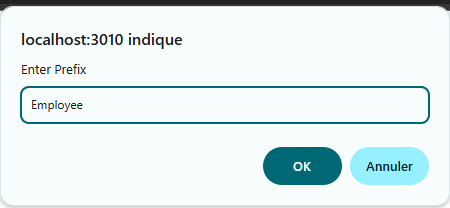 localhost:3010 indique
Enter Prefix
Employee
OK
Annuler